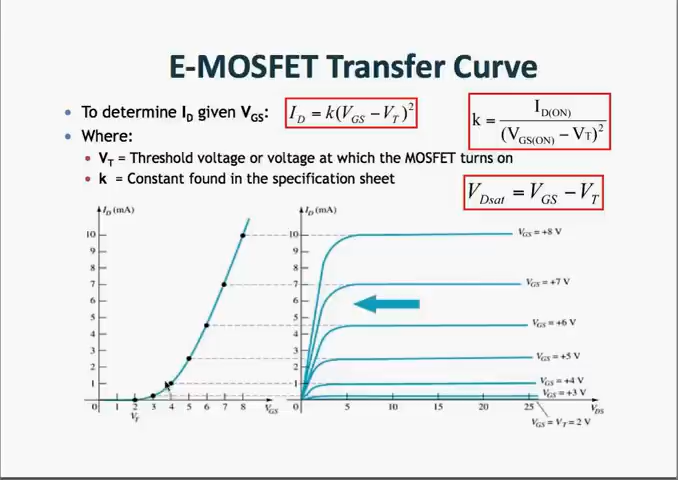 E-MOSFET Transfer Curve
• To determine I_D given V_GS:
I_D = k(V_GS − V_T)²
k = I_D(ON) / (V_GS(ON) − V_T)²
• Where:
• V_T = Threshold voltage or voltage at which the MOSFET turns on
• k = Constant found in the specification sheet
V_Dsat = V_GS − V_T
I_D (mA)
10
9
8
7
6
5
4
3
2
1
0 1 2 3 4 5 6 7 8 V_GS
V_T
I_D (mA)
10
9
8
7
6
5
4
3
2
1
0 5 10 15 20 25 V_DS
V_GS = +8 V
V_GS = +7 V
V_GS = +6 V
V_GS = +5 V
V_GS = +4 V
V_GS = +3 V
V_GS = V_T = 2 V